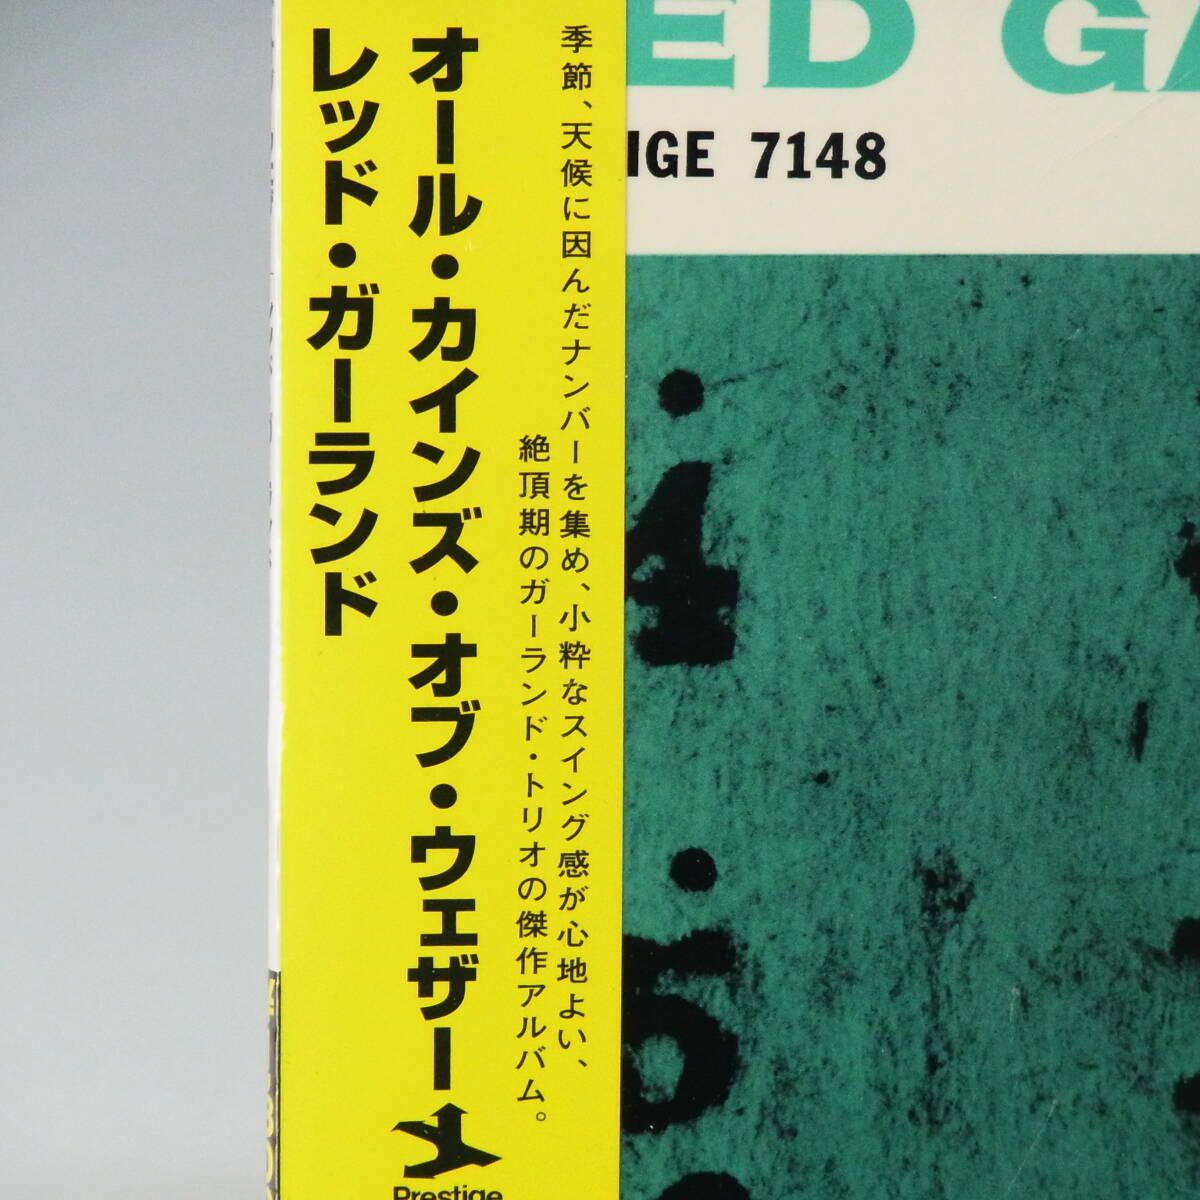 季節、天候に因んだナンバーを集め、小粋なスイング感が心地よい、
絶頂期のガーランド・トリオの傑作アルバム。
オール・カインズ・オブ・ウェザー
レッド・ガーランド
Prestige
ED GA
IGE 7148
4
5